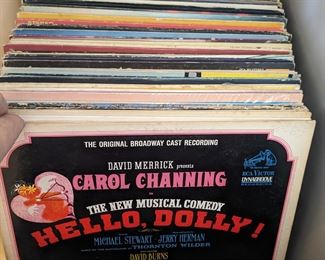 THE ORIGINAL BROADWAY CAST RECORDING
DAVID MERRICK presents
CAROL CHANNING
in
THE NEW MUSICAL COMEDY
HELLO, DOLLY!
MICHAEL STEWART JERRY HERMAN
THORNTON WILDER
DAVID BURNS
RCA VICTOR
DYNAGROOVE